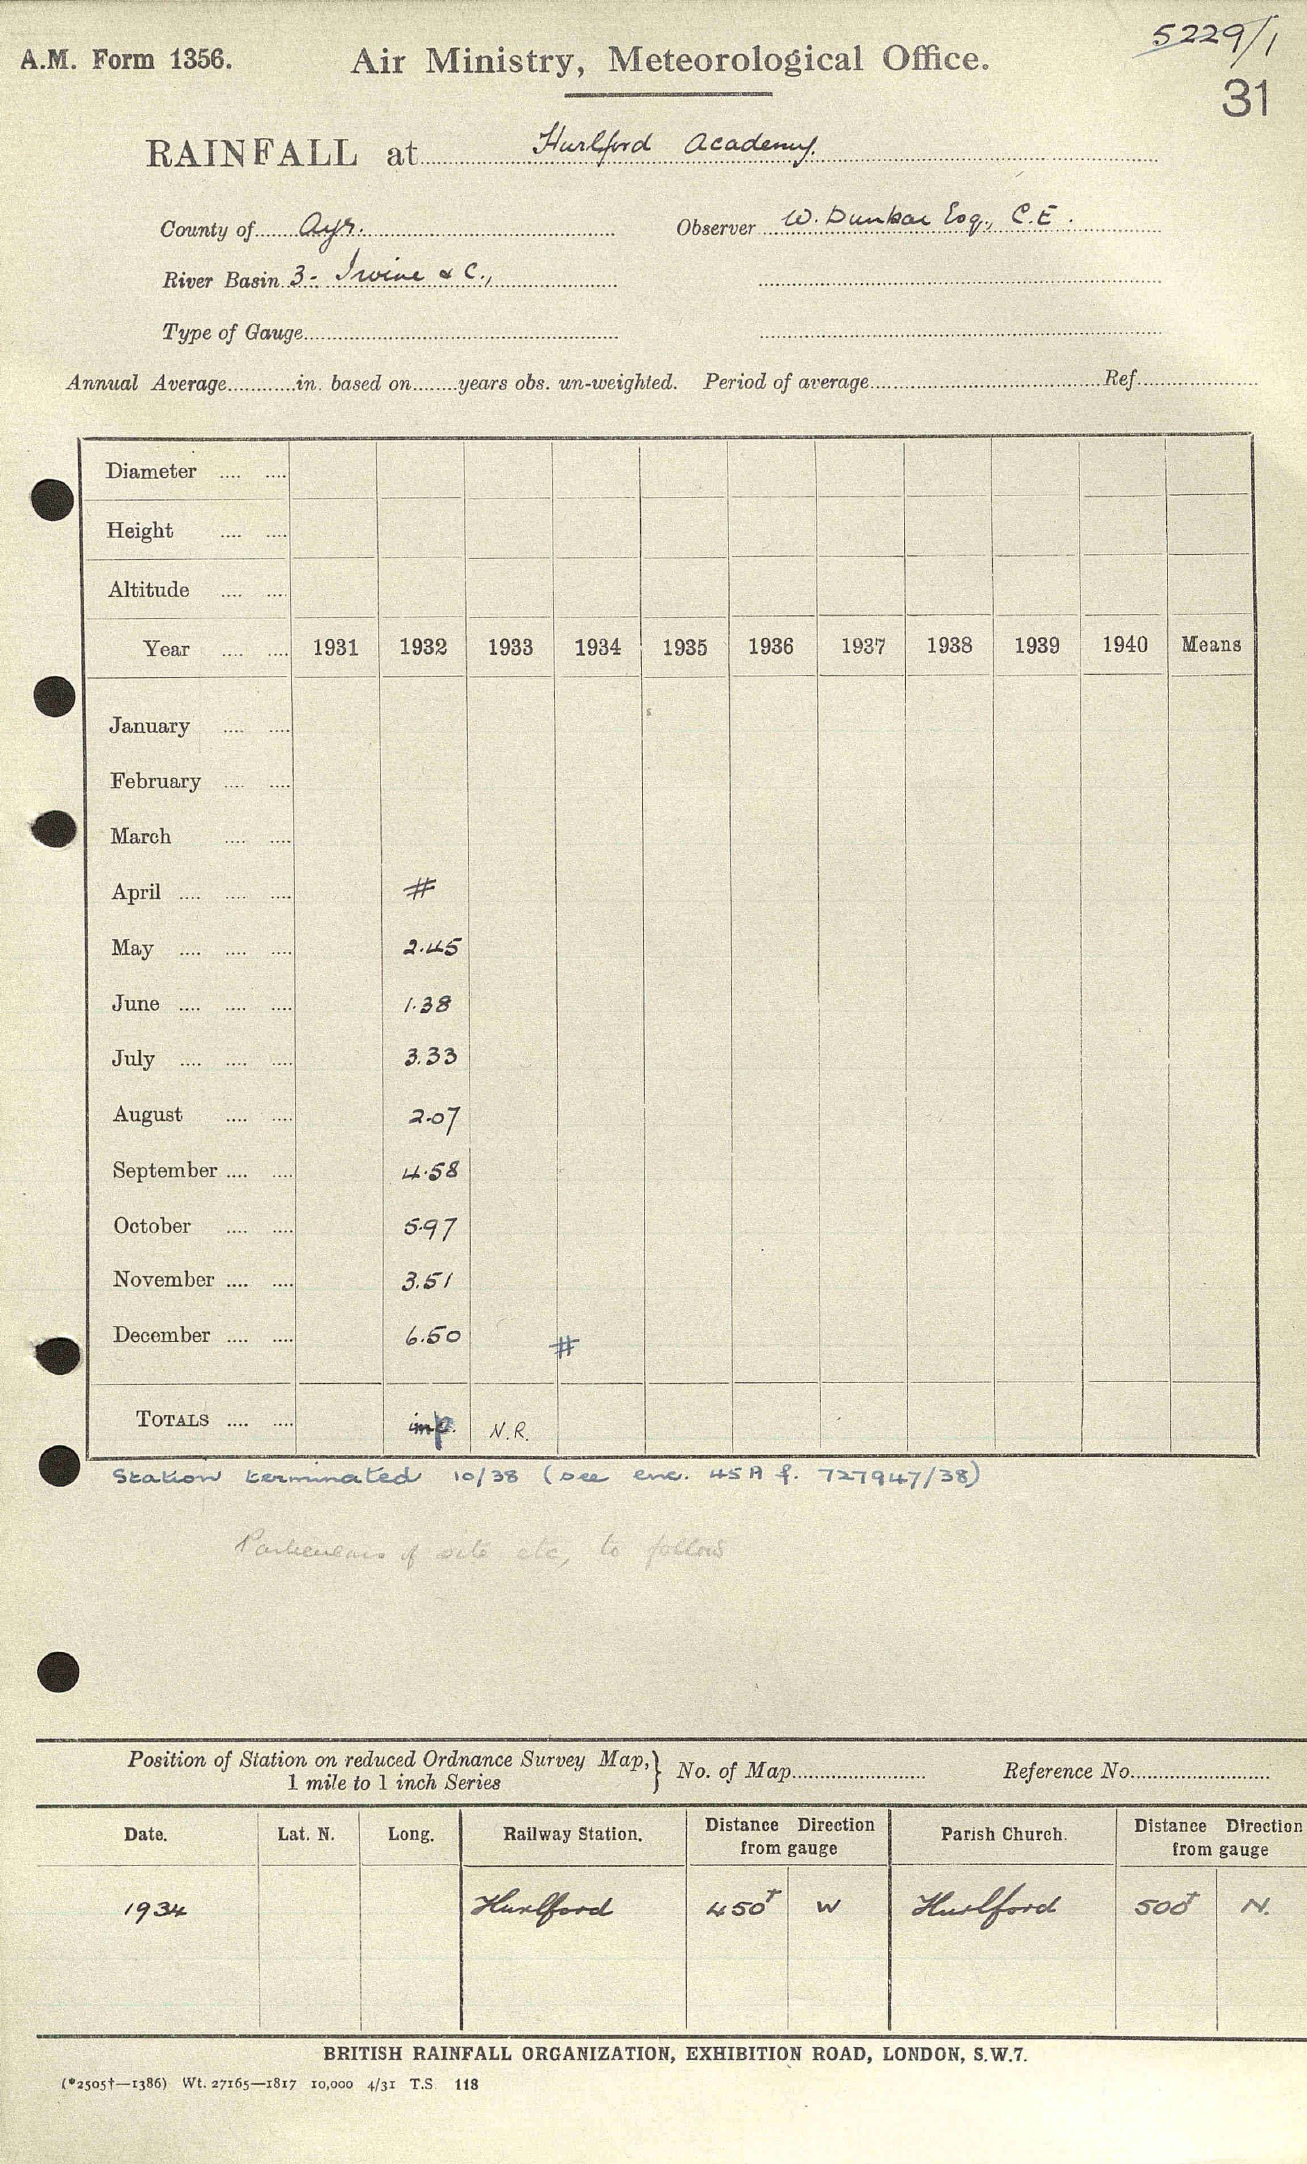 5229/1
A.M. Form 1356. Air Ministry, Meteorological Office.
31
RAINFALL at Hurlford Academy.
County of Ayr. Observer W. Dunbar Esq., C.E.
River Basin 3- Irvine & C.,
Type of Gauge
Annual Average in. based on years obs. un-weighted. Period of average Ref.
Diameter
Height
Altitude
Year 1931 1932 1933 1934 1935 1936 1937 1938 1939 1940 Means
January
February
March
April #
May 2.45
June 1.38
July 3.33
August 2.07
September 4.58
October 5.97
November 3.51
December 6.50 #
TOTALS imp. N.R.
Station terminated 10/38 (see enc. 45A f. 727947/38)
Particulars of site etc, to follow
Position of Station on reduced Ordnance Survey Map,} No. of Map Reference No.
1 mile to 1 inch Series
Date. Lat. N. Long. Railway Station. Distance Direction from gauge Parish Church. Distance Direction from gauge
1934 Hurlford 450† W Hurlford 500† N.
BRITISH RAINFALL ORGANIZATION, EXHIBITION ROAD, LONDON, S.W.7.
(*2505†—1386) Wt. 27165—1817 10,000 4/31 T.S. 118